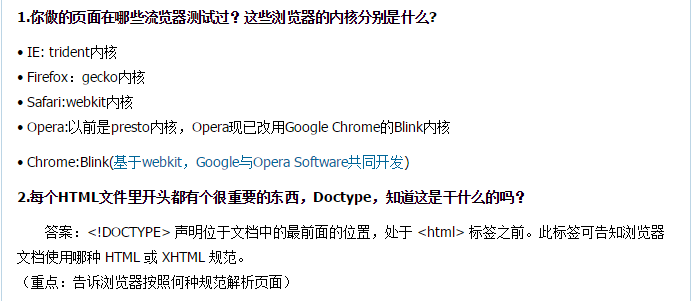 1.你做的页面在哪些流览器测试过？这些浏览器的内核分别是什么?
• IE: trident内核
• Firefox：gecko内核
• Safari:webkit内核
• Opera:以前是presto内核，Opera现已改用Google Chrome的Blink内核
• Chrome:Blink(基于webkit，Google与Opera Software共同开发)
2.每个HTML文件里开头都有个很重要的东西，Doctype，知道这是干什么的吗？
答案：<!DOCTYPE> 声明位于文档中的最前面的位置，处于 <html> 标签之前。此标签可告知浏览器
文档使用哪种 HTML 或 XHTML 规范。
（重点：告诉浏览器按照何种规范解析页面）